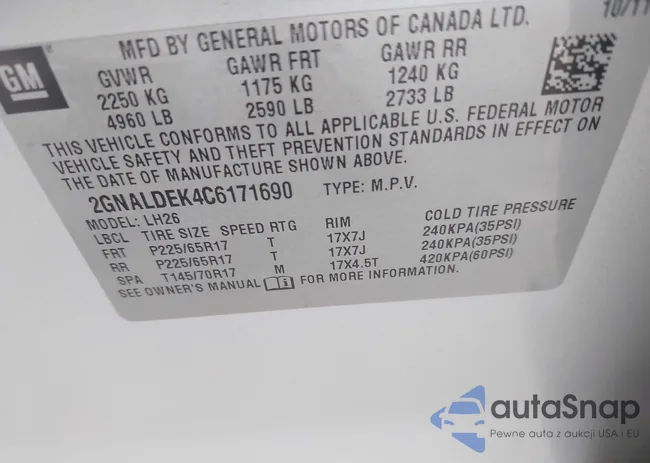 MFD BY GENERAL MOTORS OF CANADA LTD. 10/11
GM
GVWR GAWR FRT GAWR RR
2250 KG 1175 KG 1240 KG
4960 LB 2590 LB 2733 LB
THIS VEHICLE CONFORMS TO ALL APPLICABLE U.S. FEDERAL MOTOR
VEHICLE SAFETY AND THEFT PREVENTION STANDARDS IN EFFECT ON
THE DATE OF MANUFACTURE SHOWN ABOVE.
2GNALDEK4C6171690 TYPE: M.P.V.
MODEL: LH26
LBCL TIRE SIZE SPEED RTG RIM COLD TIRE PRESSURE
FRT P225/65R17 T 17X7J 240KPA(35PSI)
RR P225/65R17 T 17X7J 240KPA(35PSI)
SPA T145/70R17 M 17X4.5T 420KPA(60PSI)
SEE OWNER'S MANUAL FOR MORE INFORMATION.
autaSnap
Pewne auta z aukcji USA i EU